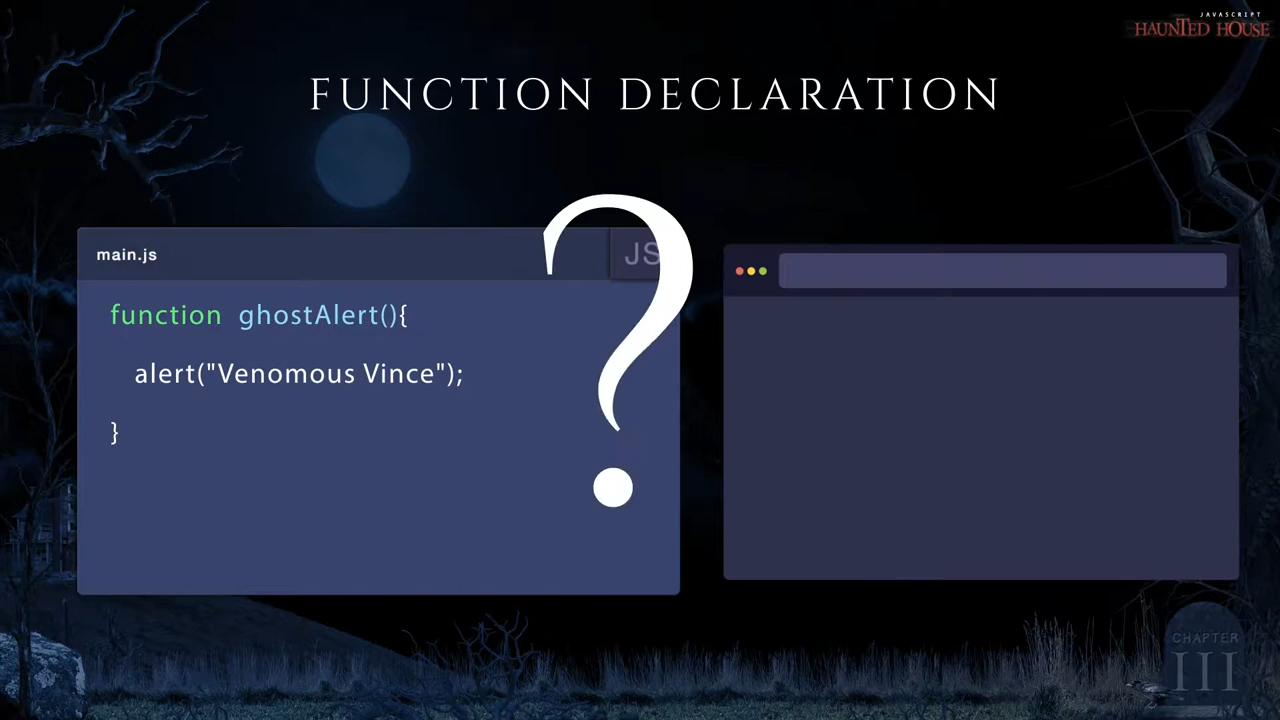 JAVASCRIPT
HAUNTED HOUSE
FUNCTION DECLARATION
?
main.js
JS
function ghostAlert(){
alert("Venomous Vince");
}
CHAPTER
III